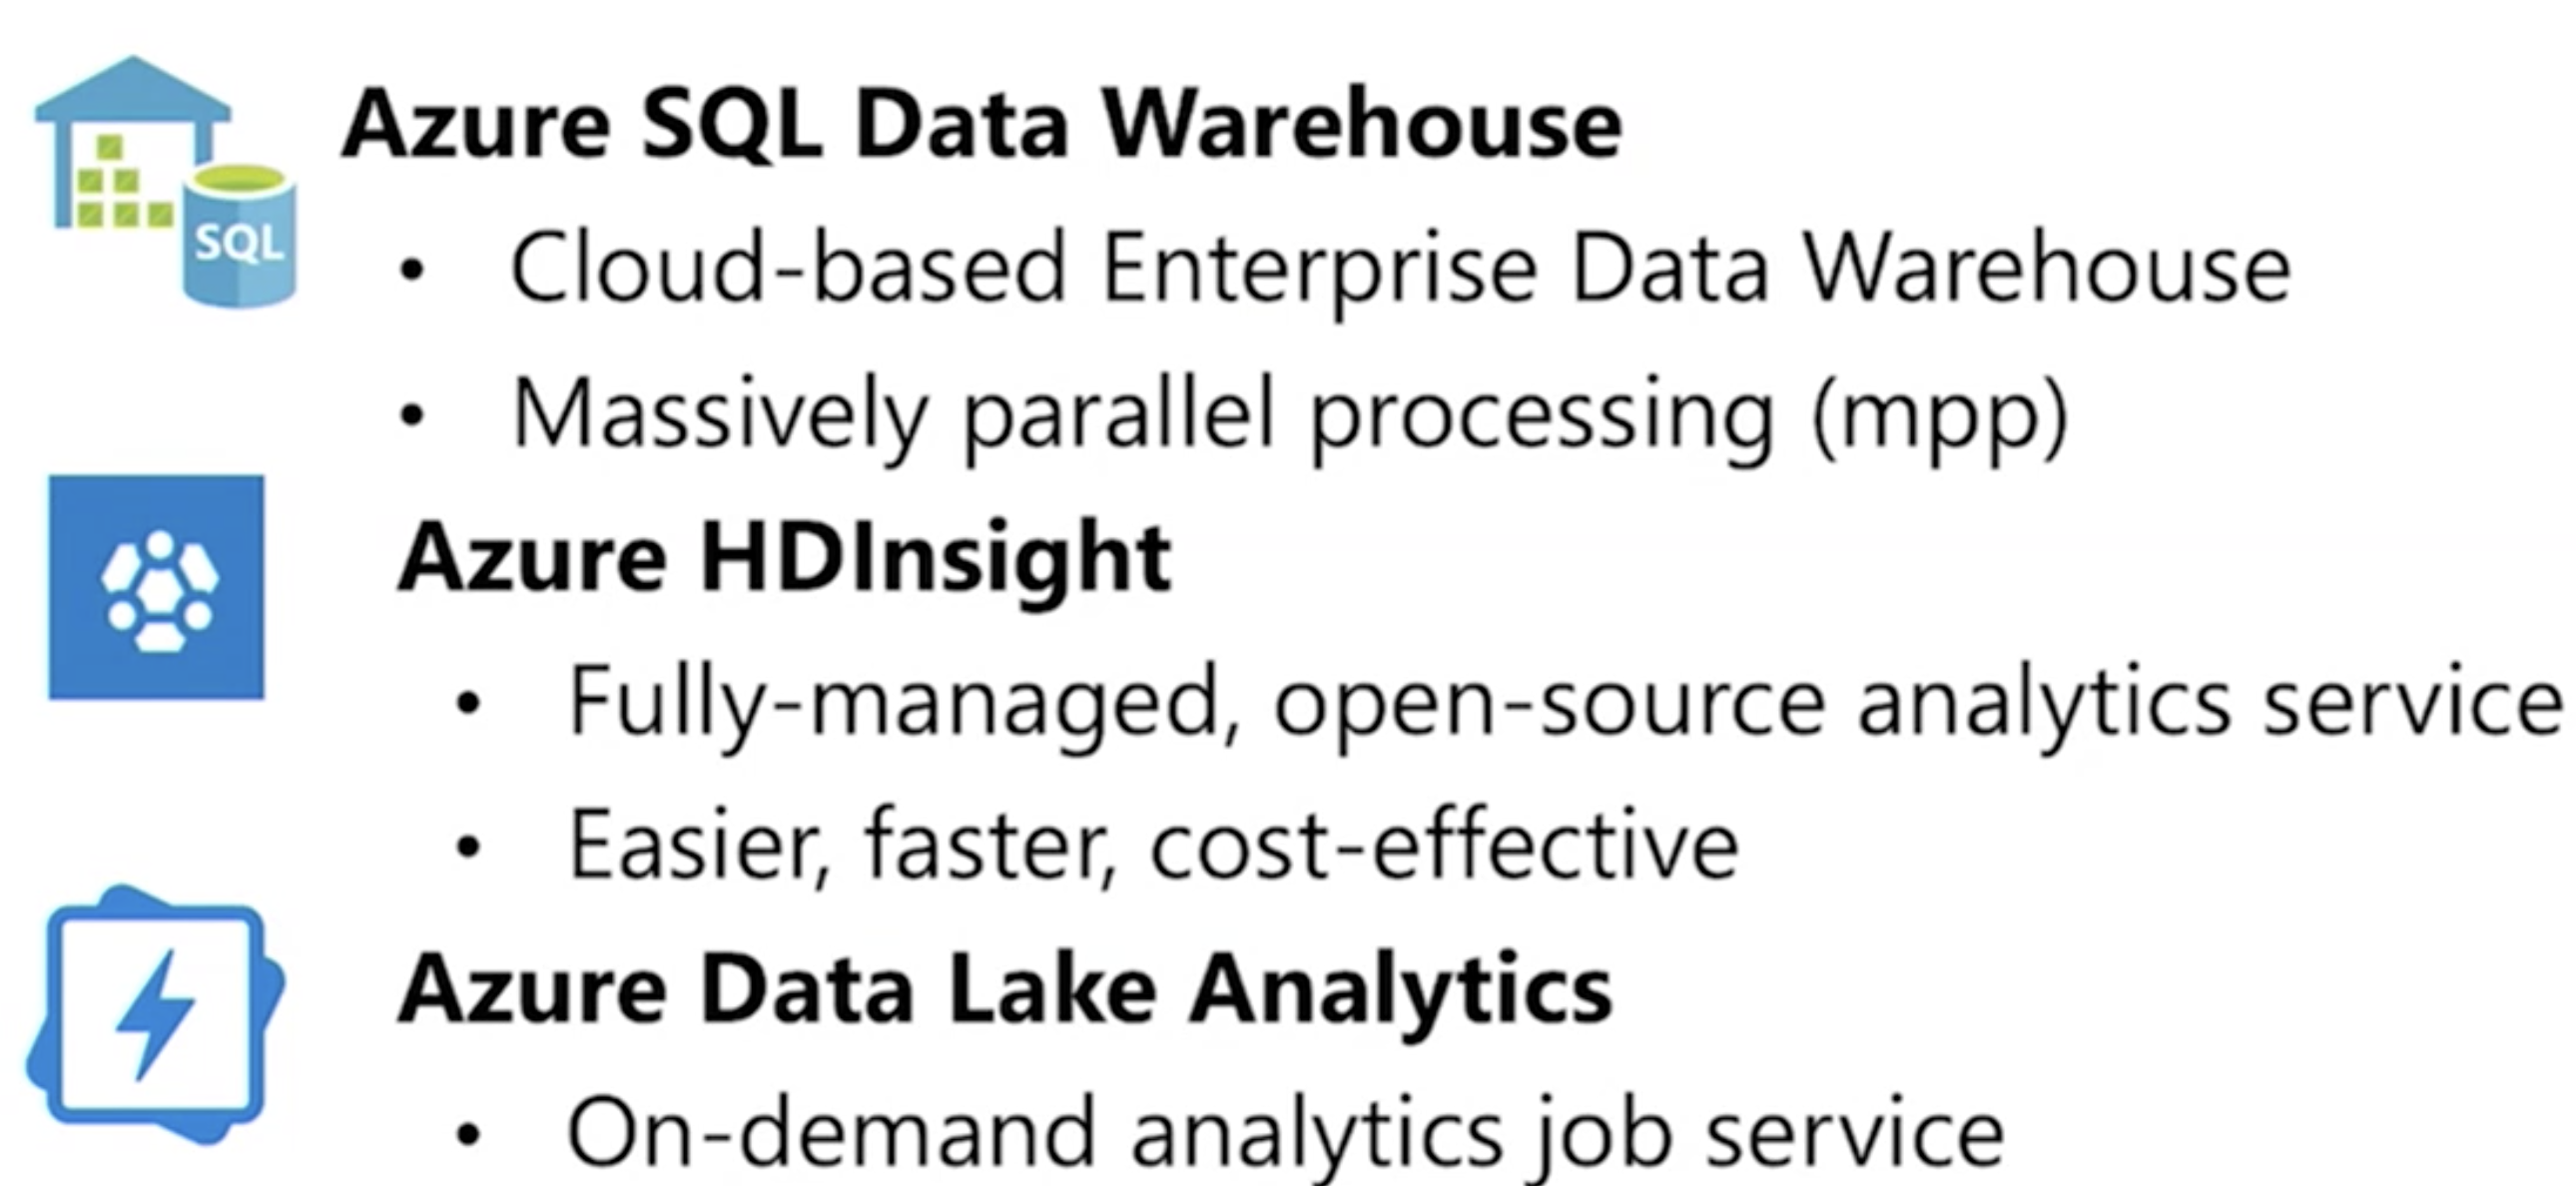 Azure SQL Data Warehouse
SQL
• Cloud-based Enterprise Data Warehouse
• Massively parallel processing (mpp)
Azure HDInsight
• Fully-managed, open-source analytics service
• Easier, faster, cost-effective
Azure Data Lake Analytics
• On-demand analytics job service